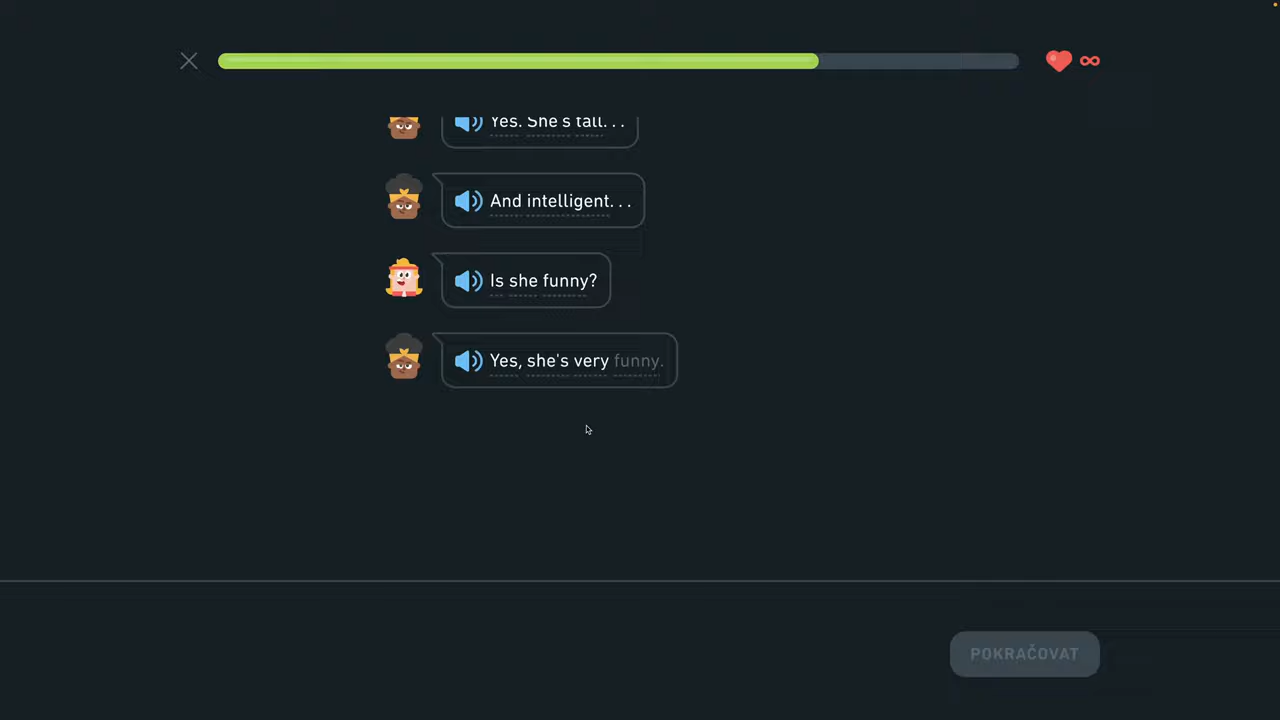 Yes. She's tall. . .
And intelligent. . .
Is she funny?
Yes, she's very funny.
POKRAČOVAT